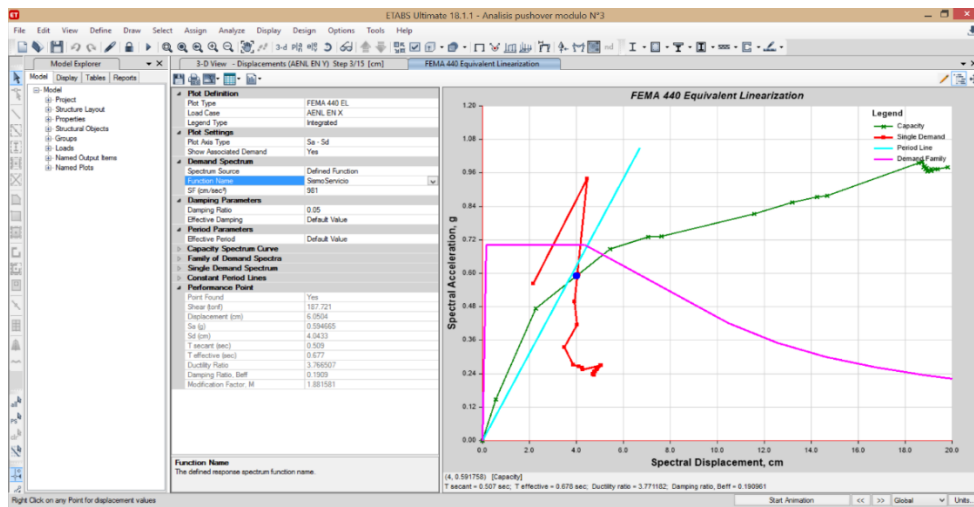 ETABS Ultimate 18.1.1 - Analisis pushover modulo N°3
File Edit View Define Draw Select Assign Analyze Display Design Options Tools Help
Model Explorer
3-D View - Displacements (AENL EN Y) Step 3/15 [cm]
FEMA 440 Equivalent Linearization
Model Display Tables Reports
Model
Project
Structure Layout
Properties
Structural Objects
Groups
Loads
Named Output Items
Named Plots
Plot Definition
Plot Type FEMA 440 EL
Load Case AENL EN X
Legend Type Integrated
Plot Settings
Plot Axis Type Sa - Sd
Show Associated Demand Yes
Demand Spectrum
Spectrum Source Defined Function
Function Name SismoServicio
SF (cm/sec²) 981
Damping Parameters
Damping Ratio 0.05
Effective Damping Default Value
Period Parameters
Effective Period Default Value
Capacity Spectrum Curve
Family of Demand Spectra
Single Demand Spectrum
Constant Period Lines
Performance Point
Point Found Yes
Shear (tonf) 187.721
Displacement (cm) 6.0504
Sa (g) 0.594665
Sd (cm) 4.0433
T secant (sec) 0.509
T effective (sec) 0.677
Ductility Ratio 3.766507
Damping Ratio, Beff 0.1909
Modification Factor, M 1.881581
Function Name
The defined response spectrum function name.
FEMA 440 Equivalent Linearization
Legend
Capacity
Single Demand
Period Line
Demand Family
1.20
1.08
0.96
0.84
0.72
0.60
0.48
0.36
0.24
0.12
0.00
Spectral Acceleration, g
0.0 2.0 4.0 6.0 8.0 10.0 12.0 14.0 16.0 18.0 20.0
Spectral Displacement, cm
(4, 0.591758) [Capacity]
T secant = 0.507 sec; T effective = 0.678 sec; Ductility ratio = 3.771182; Damping ratio, Beff = 0.190961
Right Click on any Point for displacement values
Start Animation << >> Global Units...